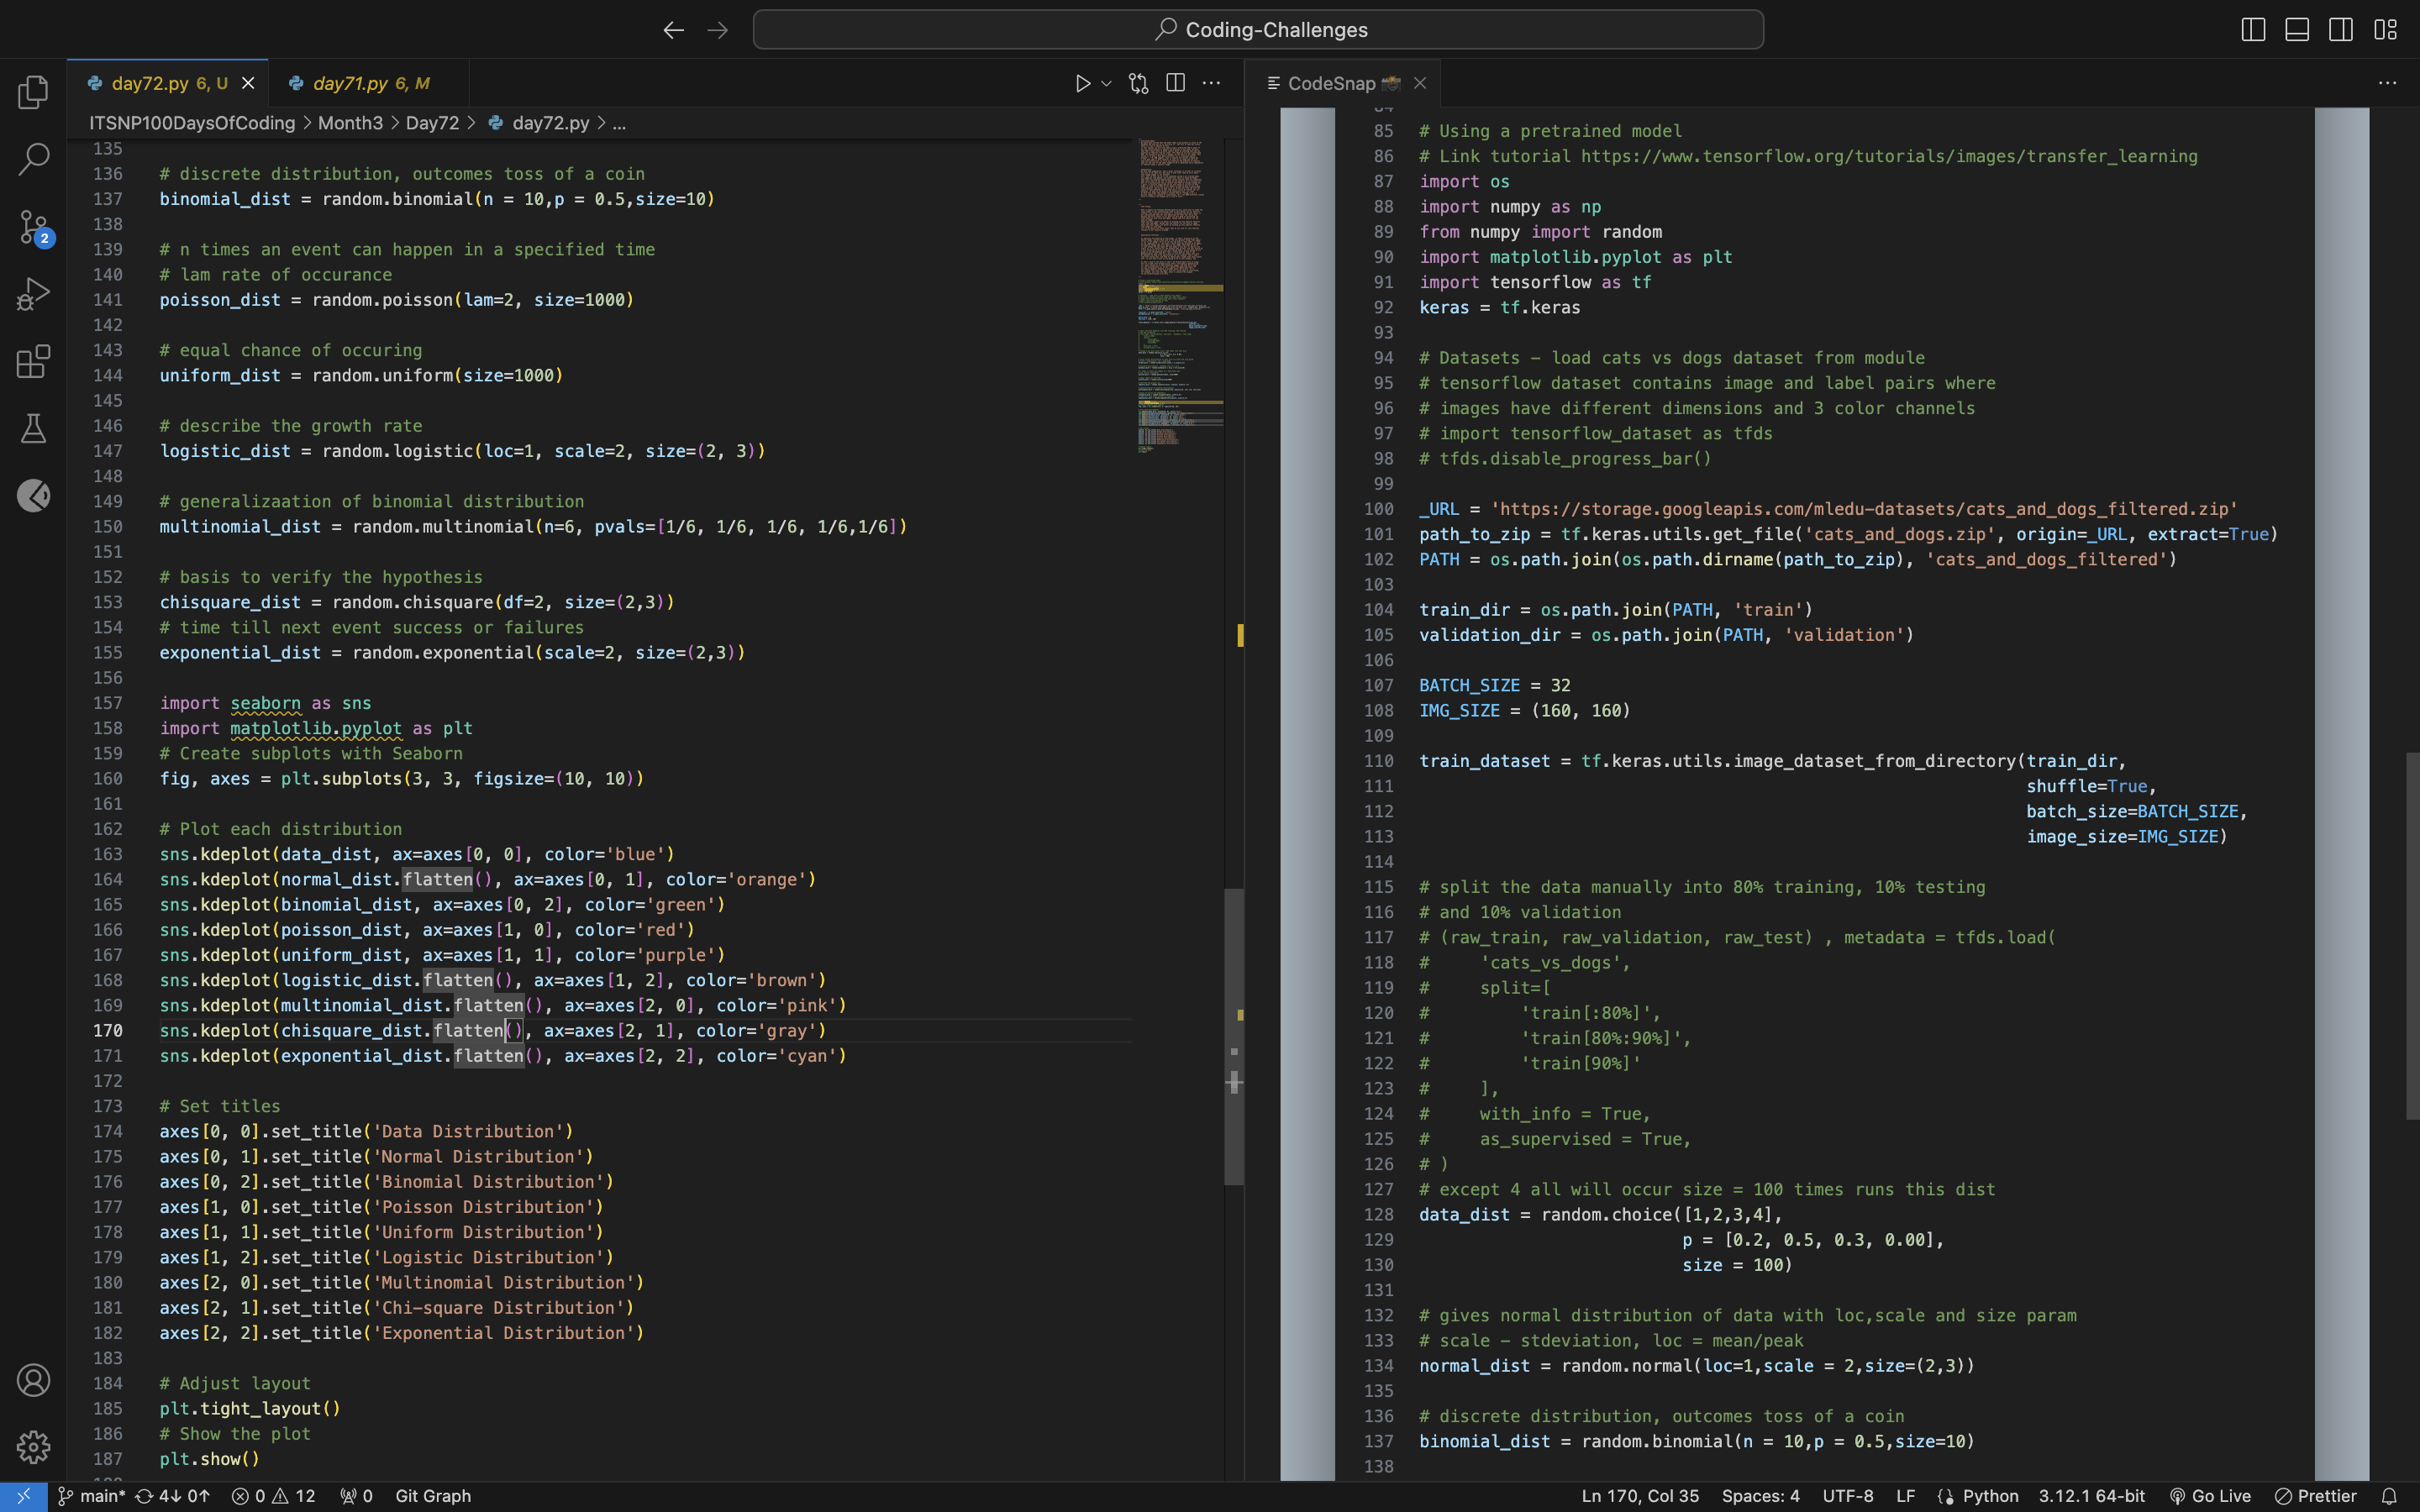 Coding-Challenges
day72.py 6, U
day71.py 6, M
CodeSnap
ITSNP100DaysOfCoding > Month3 > Day72 > day72.py > ...
135
136 # discrete distribution, outcomes toss of a coin
137 binomial_dist = random.binomial(n = 10,p = 0.5,size=10)
138
139 # n times an event can happen in a specified time
140 # lam rate of occurance
141 poisson_dist = random.poisson(lam=2, size=1000)
142
143 # equal chance of occuring
144 uniform_dist = random.uniform(size=1000)
145
146 # describe the growth rate
147 logistic_dist = random.logistic(loc=1, scale=2, size=(2, 3))
148
149 # generalizaation of binomial distribution
150 multinomial_dist = random.multinomial(n=6, pvals=[1/6, 1/6, 1/6, 1/6,1/6])
151
152 # basis to verify the hypothesis
153 chisquare_dist = random.chisquare(df=2, size=(2,3))
154 # time till next event success or failures
155 exponential_dist = random.exponential(scale=2, size=(2,3))
156
157 import seaborn as sns
158 import matplotlib.pyplot as plt
159 # Create subplots with Seaborn
160 fig, axes = plt.subplots(3, 3, figsize=(10, 10))
161
162 # Plot each distribution
163 sns.kdeplot(data_dist, ax=axes[0, 0], color='blue')
164 sns.kdeplot(normal_dist.flatten(), ax=axes[0, 1], color='orange')
165 sns.kdeplot(binomial_dist, ax=axes[0, 2], color='green')
166 sns.kdeplot(poisson_dist, ax=axes[1, 0], color='red')
167 sns.kdeplot(uniform_dist, ax=axes[1, 1], color='purple')
168 sns.kdeplot(logistic_dist.flatten(), ax=axes[1, 2], color='brown')
169 sns.kdeplot(multinomial_dist.flatten(), ax=axes[2, 0], color='pink')
170 sns.kdeplot(chisquare_dist.flatten(), ax=axes[2, 1], color='gray')
171 sns.kdeplot(exponential_dist.flatten(), ax=axes[2, 2], color='cyan')
172
173 # Set titles
174 axes[0, 0].set_title('Data Distribution')
175 axes[0, 1].set_title('Normal Distribution')
176 axes[0, 2].set_title('Binomial Distribution')
177 axes[1, 0].set_title('Poisson Distribution')
178 axes[1, 1].set_title('Uniform Distribution')
179 axes[1, 2].set_title('Logistic Distribution')
180 axes[2, 0].set_title('Multinomial Distribution')
181 axes[2, 1].set_title('Chi-square Distribution')
182 axes[2, 2].set_title('Exponential Distribution')
183
184 # Adjust layout
185 plt.tight_layout()
186 # Show the plot
187 plt.show()
85 # Using a pretrained model
86 # Link tutorial https://www.tensorflow.org/tutorials/images/transfer_learning
87 import os
88 import numpy as np
89 from numpy import random
90 import matplotlib.pyplot as plt
91 import tensorflow as tf
92 keras = tf.keras
93
94 # Datasets – load cats vs dogs dataset from module
95 # tensorflow dataset contains image and label pairs where
96 # images have different dimensions and 3 color channels
97 # import tensorflow_dataset as tfds
98 # tfds.disable_progress_bar()
99
100 _URL = 'https://storage.googleapis.com/mledu-datasets/cats_and_dogs_filtered.zip'
101 path_to_zip = tf.keras.utils.get_file('cats_and_dogs.zip', origin=_URL, extract=True)
102 PATH = os.path.join(os.path.dirname(path_to_zip), 'cats_and_dogs_filtered')
103
104 train_dir = os.path.join(PATH, 'train')
105 validation_dir = os.path.join(PATH, 'validation')
106
107 BATCH_SIZE = 32
108 IMG_SIZE = (160, 160)
109
110 train_dataset = tf.keras.utils.image_dataset_from_directory(train_dir,
111 shuffle=True,
112 batch_size=BATCH_SIZE,
113 image_size=IMG_SIZE)
114
115 # split the data manually into 80% training, 10% testing
116 # and 10% validation
117 # (raw_train, raw_validation, raw_test) , metadata = tfds.load(
118 # 'cats_vs_dogs',
119 # split=[
120 # 'train[:80%]',
121 # 'train[80%:90%]',
122 # 'train[90%]'
123 # ],
124 # with_info = True,
125 # as_supervised = True,
126 # )
127 # except 4 all will occur size = 100 times runs this dist
128 data_dist = random.choice([1,2,3,4],
129 p = [0.2, 0.5, 0.3, 0.00],
130 size = 100)
131
132 # gives normal distribution of data with loc,scale and size param
133 # scale – stdeviation, loc = mean/peak
134 normal_dist = random.normal(loc=1,scale = 2,size=(2,3))
135
136 # discrete distribution, outcomes toss of a coin
137 binomial_dist = random.binomial(n = 10,p = 0.5,size=10)
138
2
main* 4↓ 0↑ 0 12 0 Git Graph
Ln 170, Col 35 Spaces: 4 UTF-8 LF Python 3.12.1 64-bit Go Live Prettier